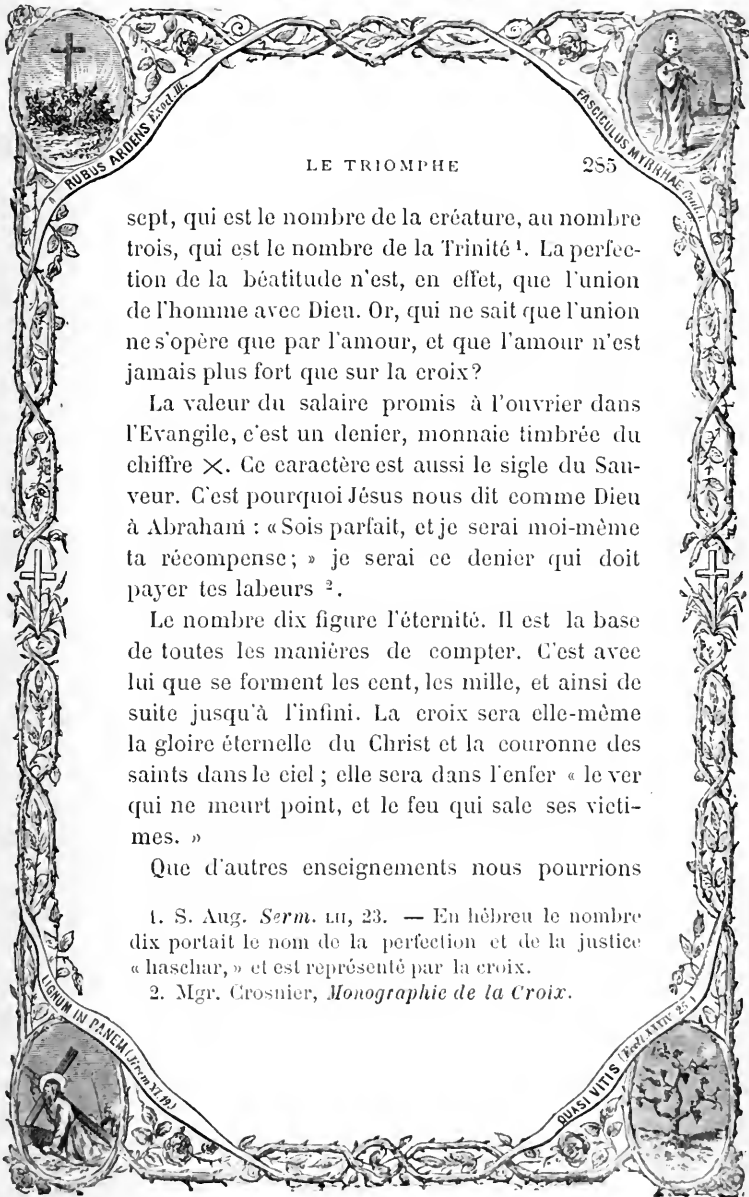 RUBUS ARDENS Exod. III.
FASCICULUS MYRRHAE Cant. I.
LE TRIOMPHE 285
sept, qui est le nombre de la créature, au nombre
trois, qui est le nombre de la Trinité ¹. La perfec-
tion de la béatitude n'est, en effet, que l'union
de l'homme avec Dieu. Or, qui ne sait que l'union
ne s'opère que par l'amour, et que l'amour n'est
jamais plus fort que sur la croix?
La valeur du salaire promis à l'ouvrier dans
l'Evangile, c'est un denier, monnaie timbrée du
chiffre X. Ce caractère est aussi le sigle du Sau-
veur. C'est pourquoi Jésus nous dit comme Dieu
à Abraham : « Sois parfait, et je serai moi-même
ta récompense; » je serai ce denier qui doit
payer tes labeurs ².
Le nombre dix figure l'éternité. Il est la base
de toutes les manières de compter. C'est avec
lui que se forment les cent, les mille, et ainsi de
suite jusqu'à l'infini. La croix sera elle-même
la gloire éternelle du Christ et la couronne des
saints dans le ciel ; elle sera dans l'enfer « le ver
qui ne meurt point, et le feu qui sale ses victi-
mes. »
Que d'autres enseignements nous pourrions
1. S. Aug. Serm. LII, 23. — En hébreu le nombre
dix portait le nom de la perfection et de la justice
« haschar, » et est représenté par la croix.
2. Mgr. Crosnier, Monographie de la Croix.
LIGNUM IN PANEM (Jerem XI, 19.)
QUASI VITIS (Eccli. XXIV 23.)